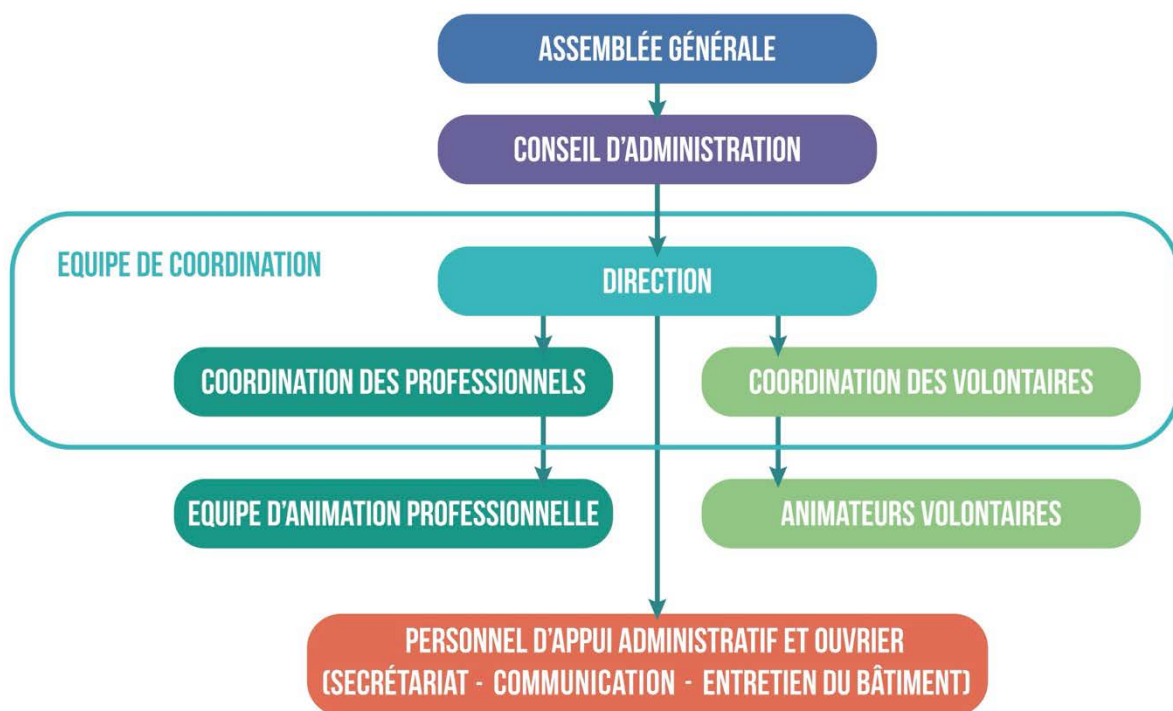 ASSEMBLÉE GÉNÉRALE
CONSEIL D'ADMINISTRATION
EQUIPE DE COORDINATION
DIRECTION
COORDINATION DES PROFESSIONNELS
COORDINATION DES VOLONTAIRES
EQUIPE D'ANIMATION PROFESSIONNELLE
ANIMATEURS VOLONTAIRES
PERSONNEL D'APPUI ADMINISTRATIF ET OUVRIER
(SECRÉTARIAT - COMMUNICATION - ENTRETIEN DU BÂTIMENT)